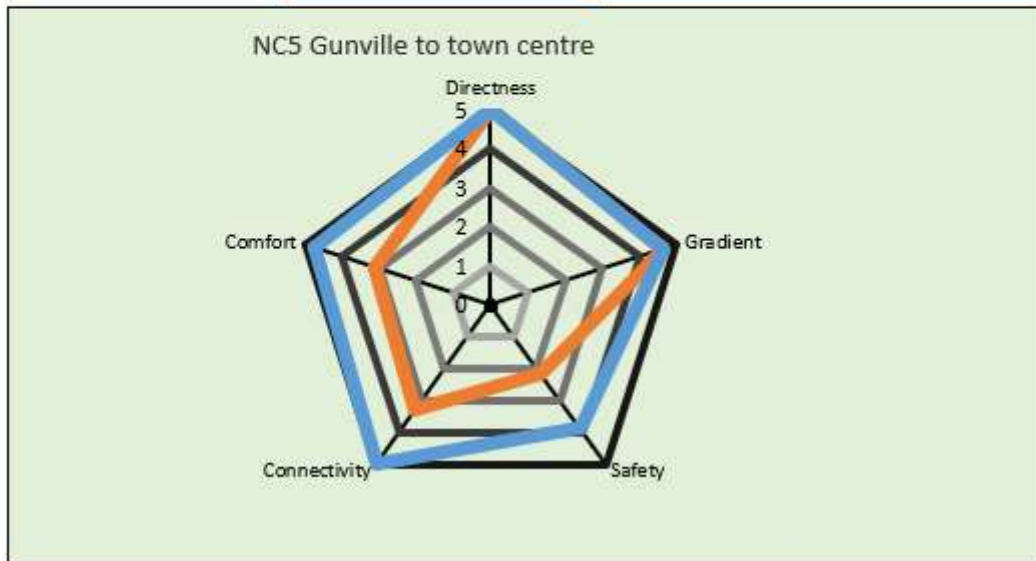 NC5 Gunville to town centre
Directness
5
4
3
2
1
0
Comfort
Gradient
Connectivity
Safety